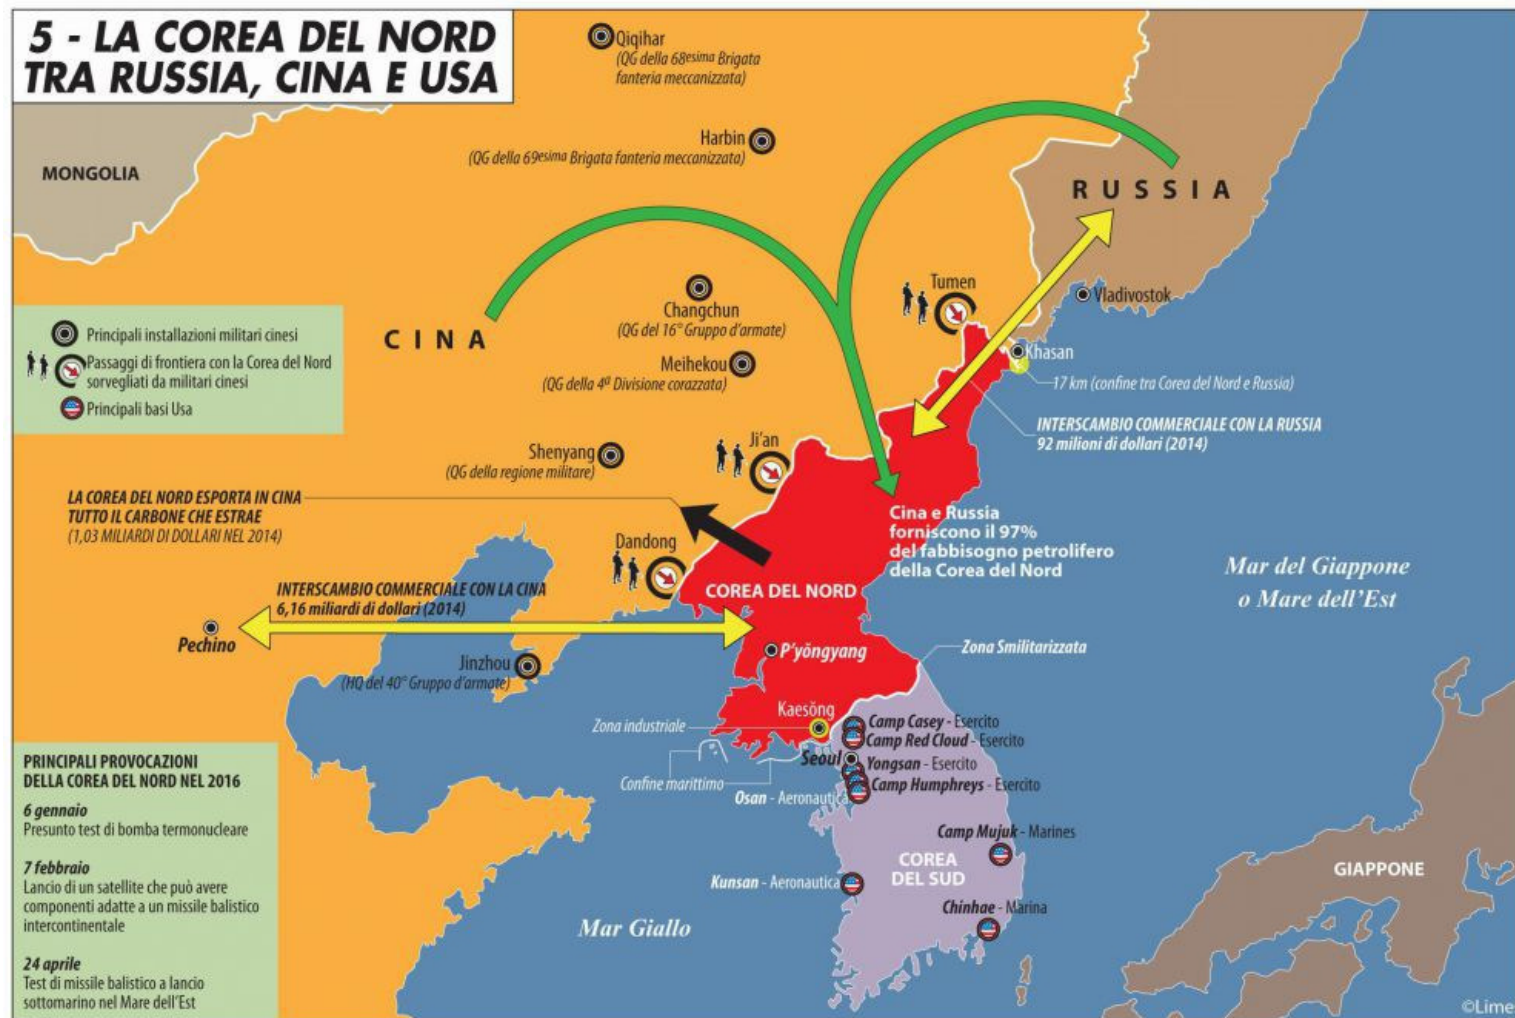 5 - LA COREA DEL NORD
TRA RUSSIA, CINA E USA
Qiqihar
(QG della 68esima Brigata
fanteria meccanizzata)
Harbin
(QG della 69esima Brigata fanteria meccanizzata)
MONGOLIA
RUSSIA
Tumen
Vladivostok
Changchun
(QG del 16° Gruppo d'armate)
CINA
Principali installazioni militari cinesi
Passaggi di frontiera con la Corea del Nord
sorvegliati da militari cinesi
Principali basi Usa
Meihekou
(QG della 4ª Divisione corazzata)
Khasan
17 km (confine tra Corea del Nord e Russia)
INTERSCAMBIO COMMERCIALE CON LA RUSSIA
92 milioni di dollari (2014)
Ji'an
Shenyang
(QG della regione militare)
LA COREA DEL NORD ESPORTA IN CINA
TUTTO IL CARBONE CHE ESTRAE
(1,03 MILIARDI DI DOLLARI NEL 2014)
Cina e Russia
forniscono il 97%
del fabbisogno petrolifero
della Corea del Nord
Dandong
Mar del Giappone
o Mare dell'Est
INTERSCAMBIO COMMERCIALE CON LA CINA
6,16 miliardi di dollari (2014)
COREA DEL NORD
Pechino
P'yŏngyang
Zona Smilitarizzata
Jinzhou
(HQ del 40° Gruppo d'armate)
Kaesŏng
Zona industriale
Camp Casey - Esercito
Camp Red Cloud - Esercito
Seoul
Yongsan - Esercito
Confine marittimo
Camp Humphreys - Esercito
Osan - Aeronautica
Camp Mujuk - Marines
COREA
DEL SUD
GIAPPONE
Kunsan - Aeronautica
Chinhae - Marina
Mar Giallo
PRINCIPALI PROVOCAZIONI
DELLA COREA DEL NORD NEL 2016
6 gennaio
Presunto test di bomba termonucleare
7 febbraio
Lancio di un satellite che può avere
componenti adatte a un missile balistico
intercontinentale
24 aprile
Test di missile balistico a lancio
sottomarino nel Mare dell'Est
©Limes